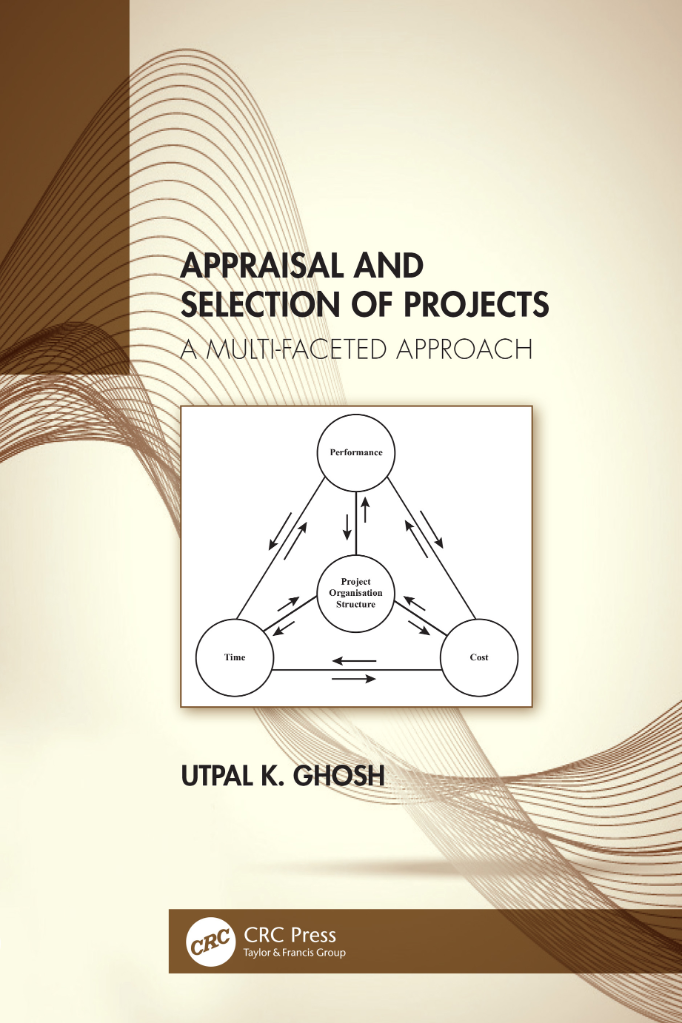 APPRAISAL AND
SELECTION OF PROJECTS
A MULTI-FACETED APPROACH
Performance
Project
Organisation
Structure
Time
Cost
UTPAL K. GHOSH
CRC
CRC Press
Taylor & Francis Group